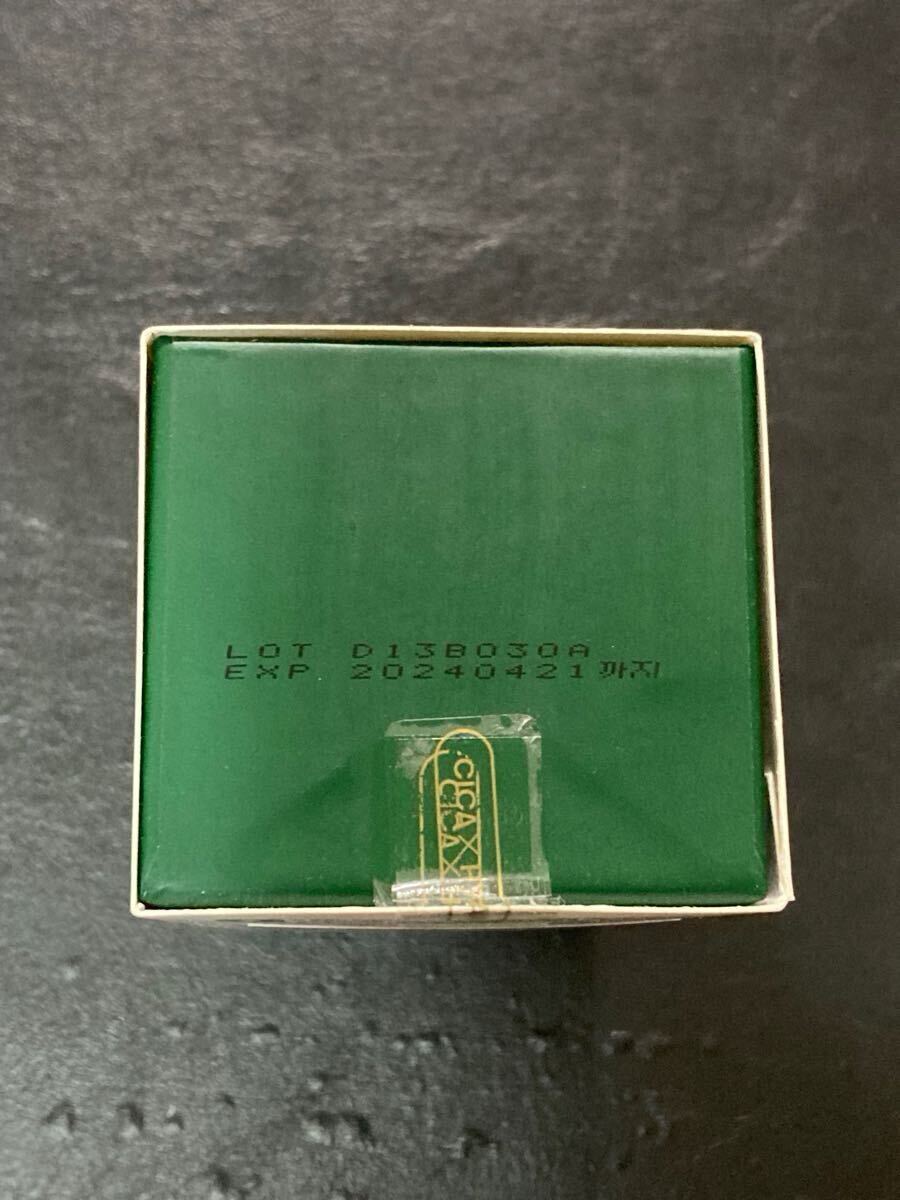 LOT D13B030A
EXP 20240421까지
CICA X
CICA X